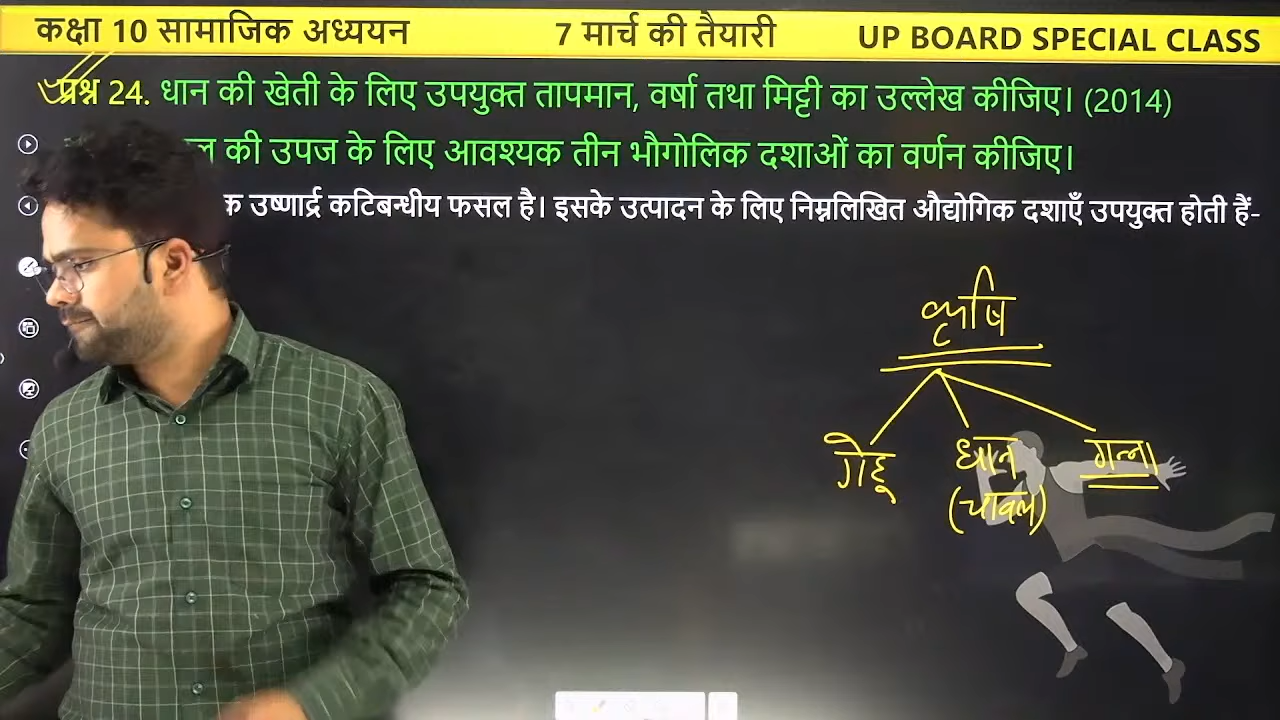 कक्षा 10 सामाजिक अध्ययन 7 मार्च की तैयारी UP BOARD SPECIAL CLASS
प्रश्न 24. धान की खेती के लिए उपयुक्त तापमान, वर्षा तथा मिट्टी का उल्लेख कीजिए। (2014)
की उपज के लिए आवश्यक तीन भौगोलिक दशाओं का वर्णन कीजिए।
उष्णार्द्र कटिबन्धीय फसल है। इसके उत्पादन के लिए निम्नलिखित औद्योगिक दशाएँ उपयुक्त होती हैं-
कृषि
गेहू धान गन्ना
(चावल)